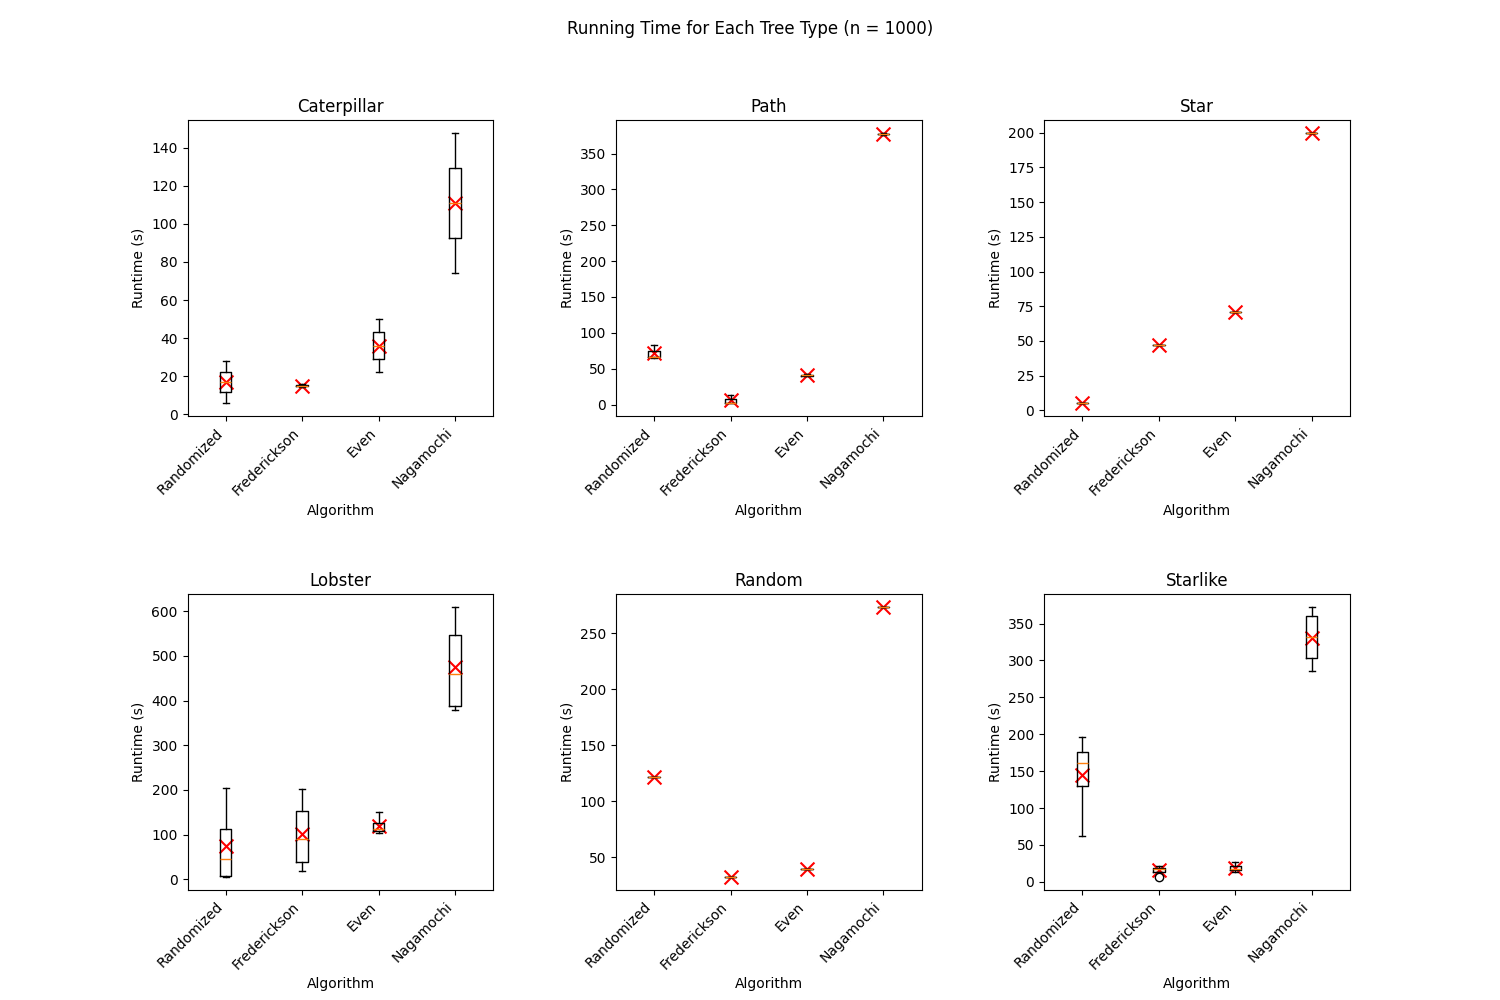 Running Time for Each Tree Type (n = 1000)
Caterpillar
Runtime (s)
140
120
100
80
60
40
20
0
Randomized
Frederickson
Even
Nagamochi
Algorithm
Path
Runtime (s)
350
300
250
200
150
100
50
0
Randomized
Frederickson
Even
Nagamochi
Algorithm
Star
Runtime (s)
200
175
150
125
100
75
50
25
0
Randomized
Frederickson
Even
Nagamochi
Algorithm
Lobster
Runtime (s)
600
500
400
300
200
100
0
Randomized
Frederickson
Even
Nagamochi
Algorithm
Random
Runtime (s)
250
200
150
100
50
Randomized
Frederickson
Even
Nagamochi
Algorithm
Starlike
Runtime (s)
350
300
250
200
150
100
50
0
Randomized
Frederickson
Even
Nagamochi
Algorithm